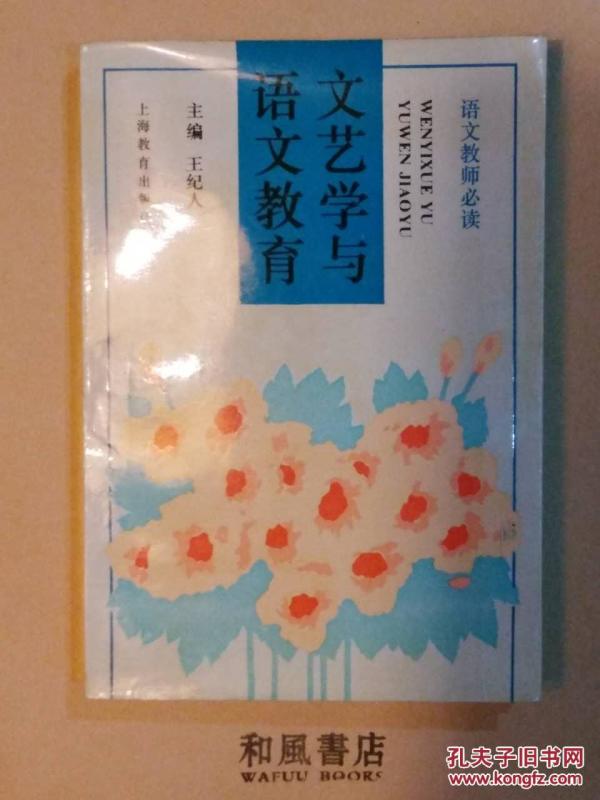 语文教师必读
WENYIXUE YU
YUWEN JIAOYU
文艺学与
语文教育
主编 王纪人
上海教育出版
和風書店
WAFUU BOOKS
孔夫子旧书网
www.kongfz.com